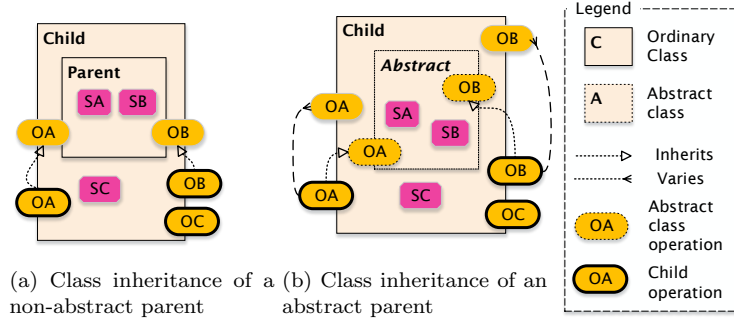 Child
Parent
SA SB
OA OB
SC
OA
OB
OC
(a) Class inheritance of a
non-abstract parent
Child
OB
Abstract
OB
OA
SA
SB
OA
OA
SC
OB
OC
(b) Class inheritance of an
abstract parent
Legend
C Ordinary
Class
A Abstract
class
Inherits
Varies
OA Abstract
class
operation
OA Child
operation